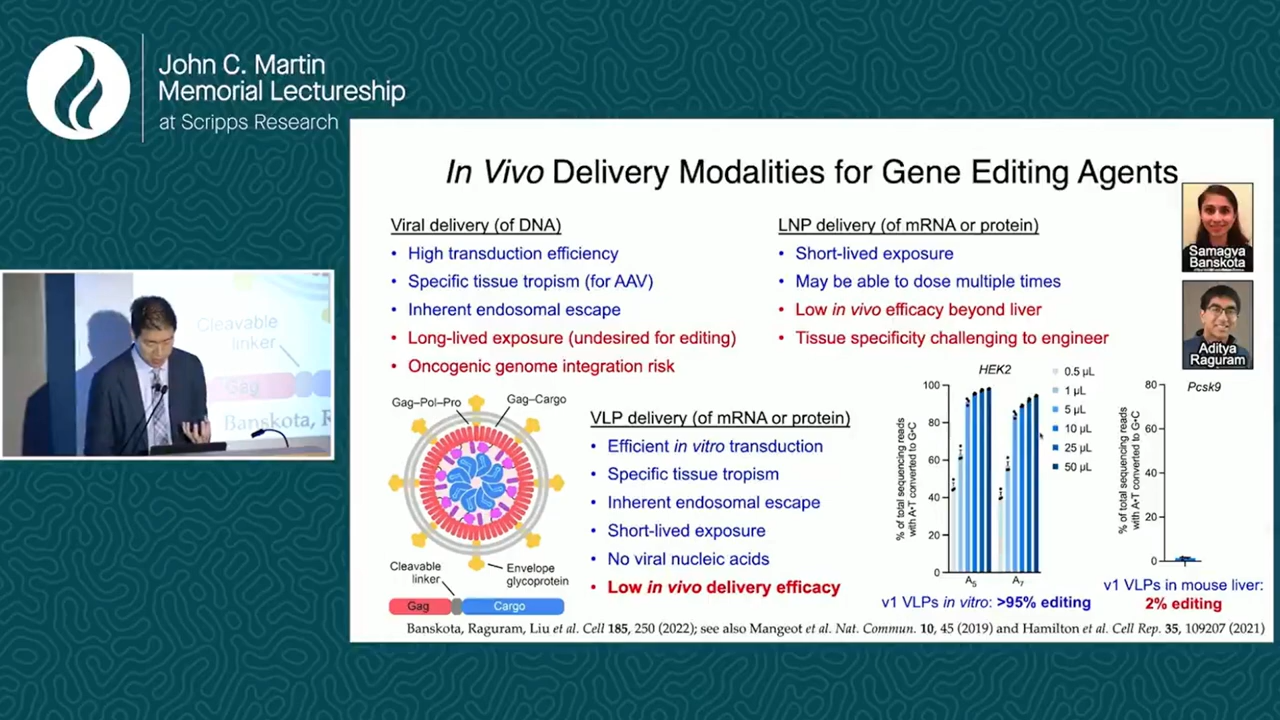 John C. Martin
Memorial Lectureship
at Scripps Research
In Vivo Delivery Modalities for Gene Editing Agents
Viral delivery (of DNA)
• High transduction efficiency
• Specific tissue tropism (for AAV)
• Inherent endosomal escape
• Long-lived exposure (undesired for editing)
• Oncogenic genome integration risk
LNP delivery (of mRNA or protein)
• Short-lived exposure
• May be able to dose multiple times
• Low in vivo efficacy beyond liver
• Tissue specificity challenging to engineer
Samagya
Banskota
Aditya
Raguram
Gag–Pol–Pro
Gag–Cargo
Cleavable
linker
Envelope
glycoprotein
Gag
Cargo
VLP delivery (of mRNA or protein)
• Efficient in vitro transduction
• Specific tissue tropism
• Inherent endosomal escape
• Short-lived exposure
• No viral nucleic acids
• Low in vivo delivery efficacy
HEK2
% of total sequencing reads
with A•T converted to G•C
100
80
60
40
20
0
A5
A7
0.5 µL
1 µL
5 µL
10 µL
25 µL
50 µL
v1 VLPs in vitro: >95% editing
Pcsk9
% of total sequencing reads
with A•T converted to G•C
80
60
40
20
0
v1 VLPs in mouse liver:
2% editing
Banskota, Raguram, Liu et al. Cell 185, 250 (2022); see also Mangeot et al. Nat. Commun. 10, 45 (2019) and Hamilton et al. Cell Rep. 35, 109207 (2021)
Cleavable
linker
Gag
Banskota, R